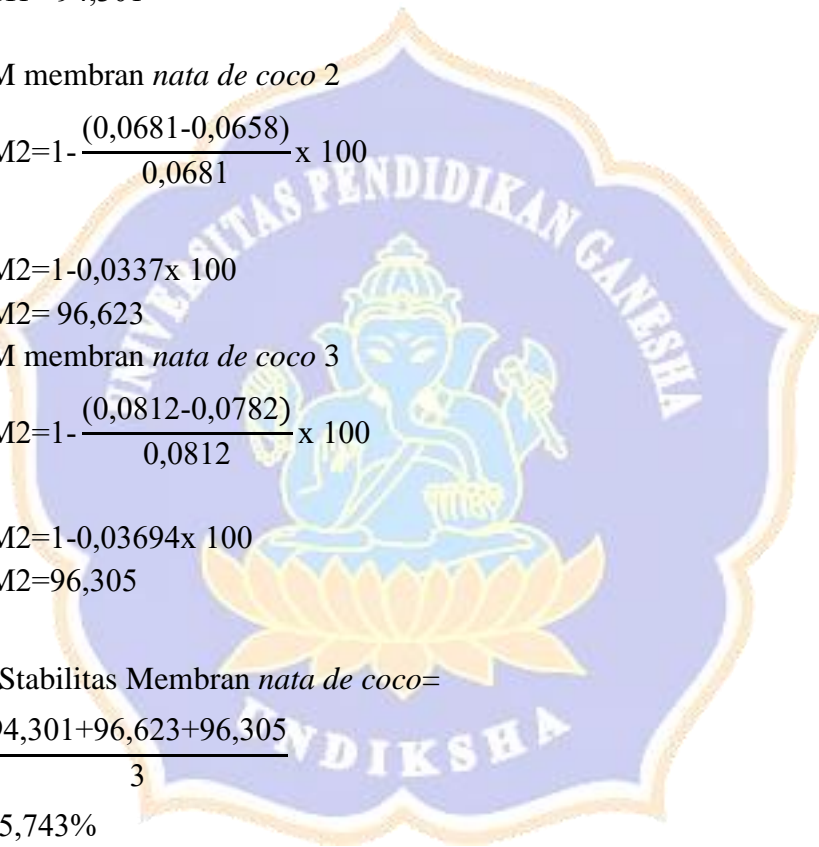 M membran nata de coco 2
M2=1- (0,0681-0,0658) / 0,0681 x 100
M2=1-0,0337x 100
M2= 96,623
M membran nata de coco 3
M2=1- (0,0812-0,0782) / 0,0812 x 100
M2=1-0,03694x 100
M2=96,305
Stabilitas Membran nata de coco=
94,301+96,623+96,305
3
5,743%
UNIVERSITAS PENDIDIKAN GANESHA
UNDIKSHA